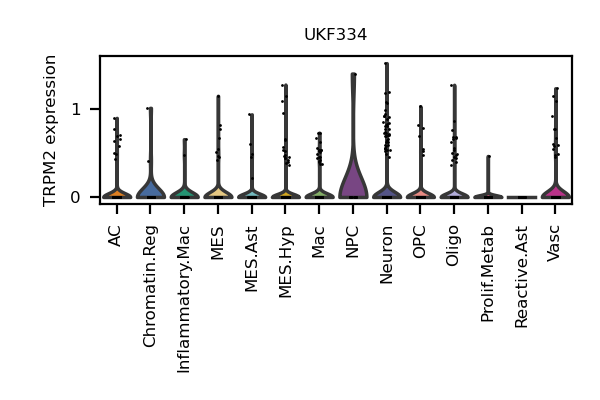 UKF334
TRPM2 expression
1
0
AC
Chromatin.Reg
Inflammatory.Mac
MES
MES.Ast
MES.Hyp
Mac
NPC
Neuron
OPC
Oligo
Prolif.Metab
Reactive.Ast
Vasc